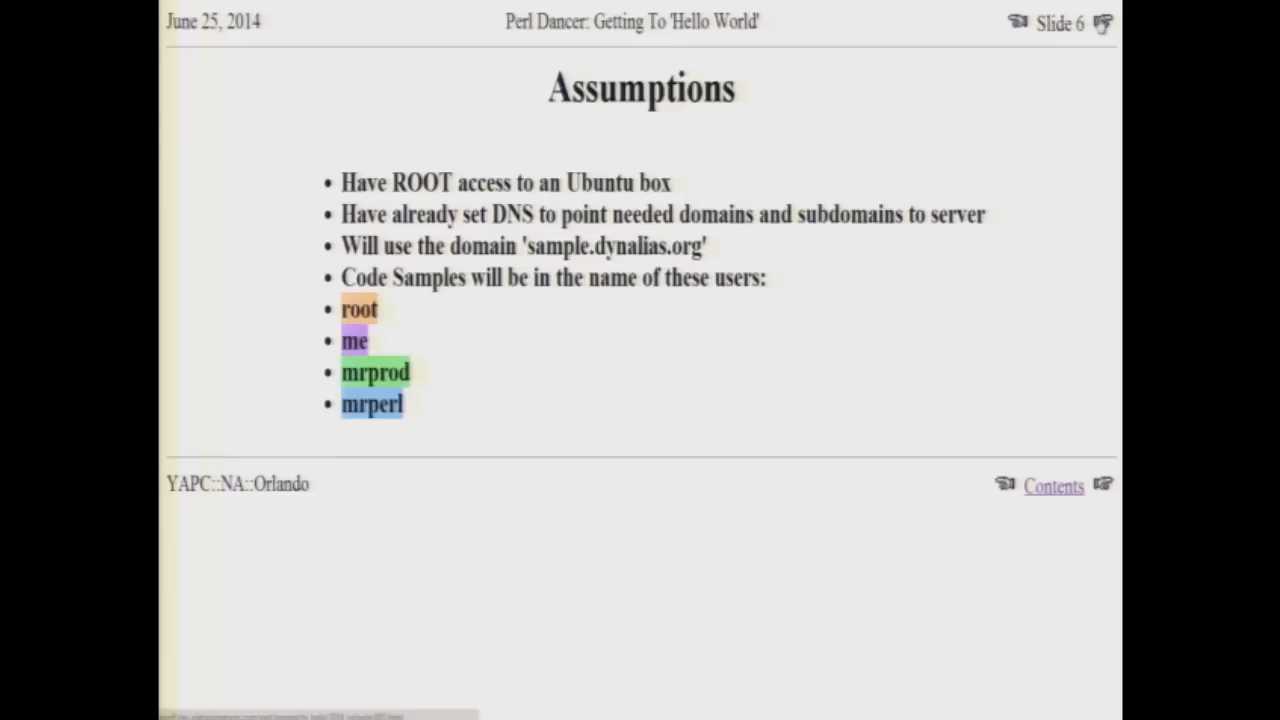 June 25, 2014
Perl Dancer: Getting To 'Hello World'
Slide 6
Assumptions
• Have ROOT access to an Ubuntu box
• Have already set DNS to point needed domains and subdomains to server
• Will use the domain 'sample.dynalias.org'
• Code Samples will be in the name of these users:
• root
• me
• mrprod
• mrperl
YAPC::NA::Orlando
Contents